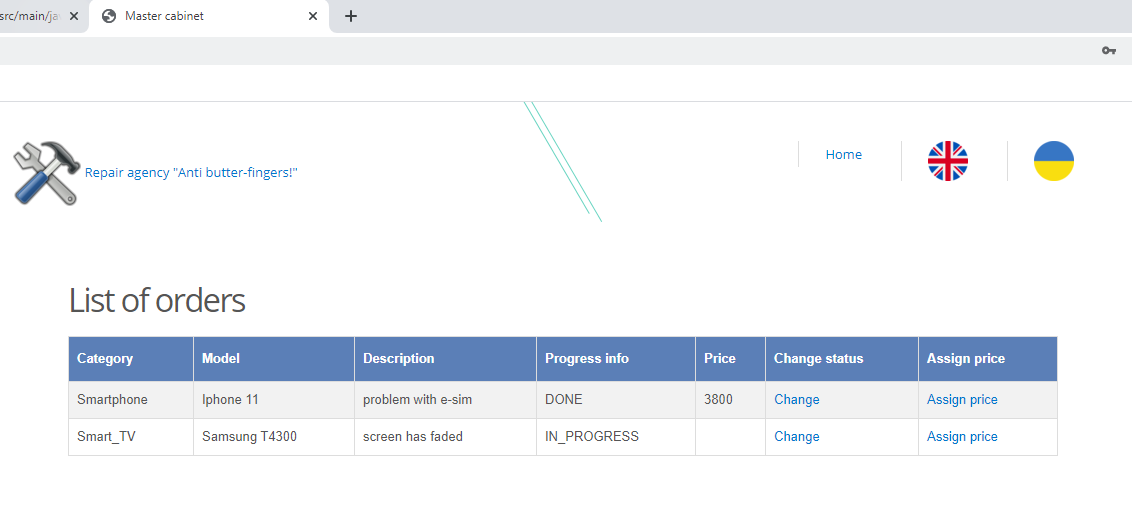 src/main/ja
Master cabinet
Repair agency "Anti butter-fingers!"
Home
List of orders
Category Model Description Progress info Price Change status Assign price
Smartphone Iphone 11 problem with e-sim DONE 3800 Change Assign price
Smart_TV Samsung T4300 screen has faded IN_PROGRESS Change Assign price